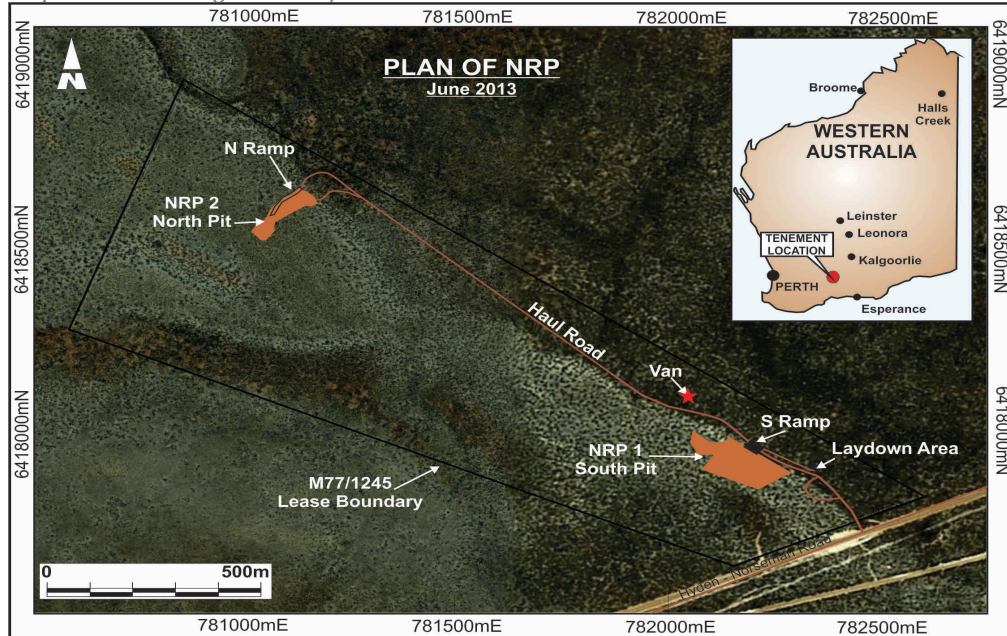 781000mE
781500mE
782000mE
782500mE
6419000mN
6418500mN
6418000mN
6419000mN
6418500mN
6418000mN
N
PLAN OF NRP
June 2013
N Ramp
NRP 2
North Pit
Haul Road
Van
S Ramp
NRP 1
South Pit
Laydown Area
M77/1245
Lease Boundary
Hyden - Norseman Road
0
500m
Broome
Halls
Creek
WESTERN
AUSTRALIA
Leinster
Leonora
TENEMENT
LOCATION
Kalgoorlie
PERTH
Esperance
781000mE
781500mE
782000mE
782500mE